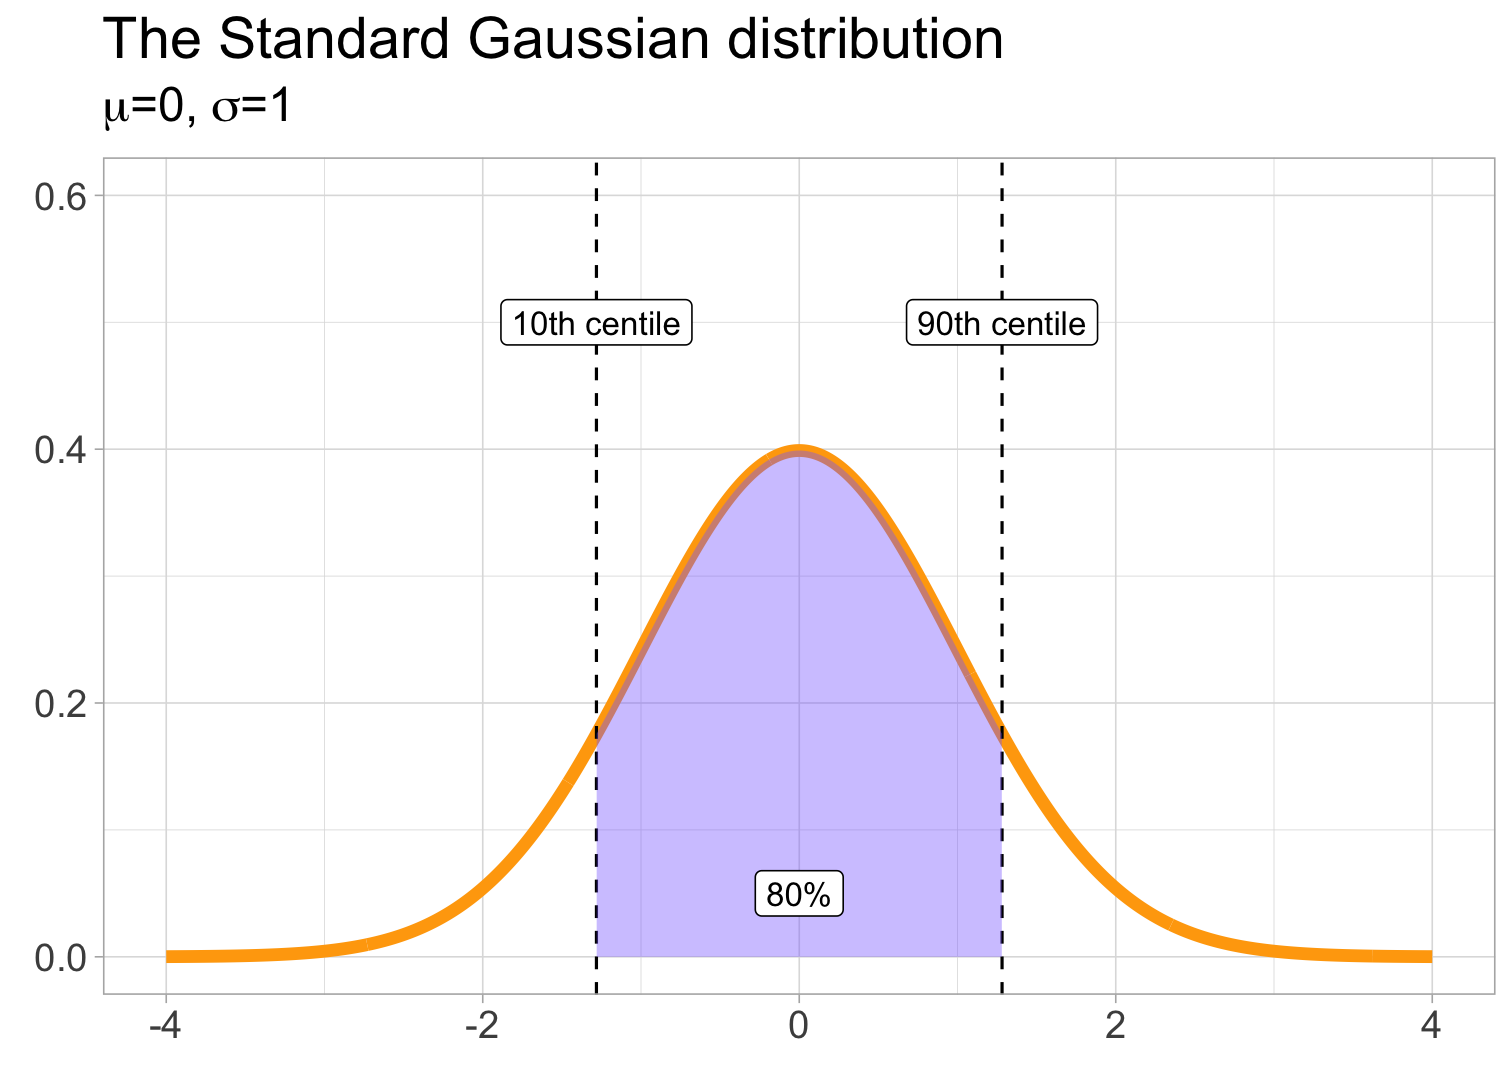 The Standard Gaussian distribution
μ=0, σ=1
0.6
10th centile 90th centile
0.4
0.2
80%
0.0
-4 -2 0 2 4